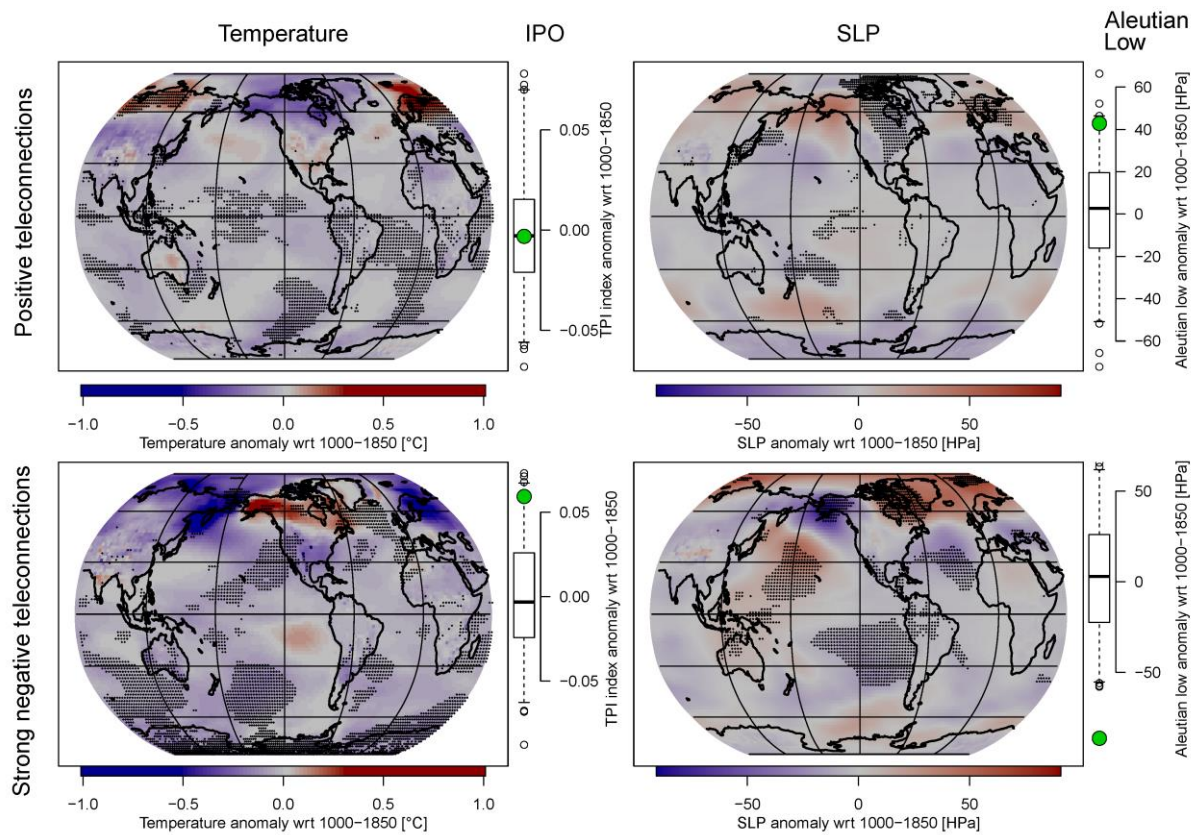 Temperature
IPO
SLP
Aleutian
Low
Positive teleconnections
0.05
0.00
−0.05
TPI index anomaly wrt 1000−1850
60
40
20
0
−20
−40
−60
Aleutian low anomaly wrt 1000−1850 [HPa]
−1.0
−0.5
0.0
0.5
1.0
Temperature anomaly wrt 1000−1850 [°C]
−50
0
50
SLP anomaly wrt 1000−1850 [HPa]
Strong negative teleconnections
0.05
0.00
−0.05
TPI index anomaly wrt 1000−1850
50
0
−50
Aleutian low anomaly wrt 1000−1850 [HPa]
−1.0
−0.5
0.0
0.5
1.0
Temperature anomaly wrt 1000−1850 [°C]
−50
0
50
SLP anomaly wrt 1000−1850 [HPa]